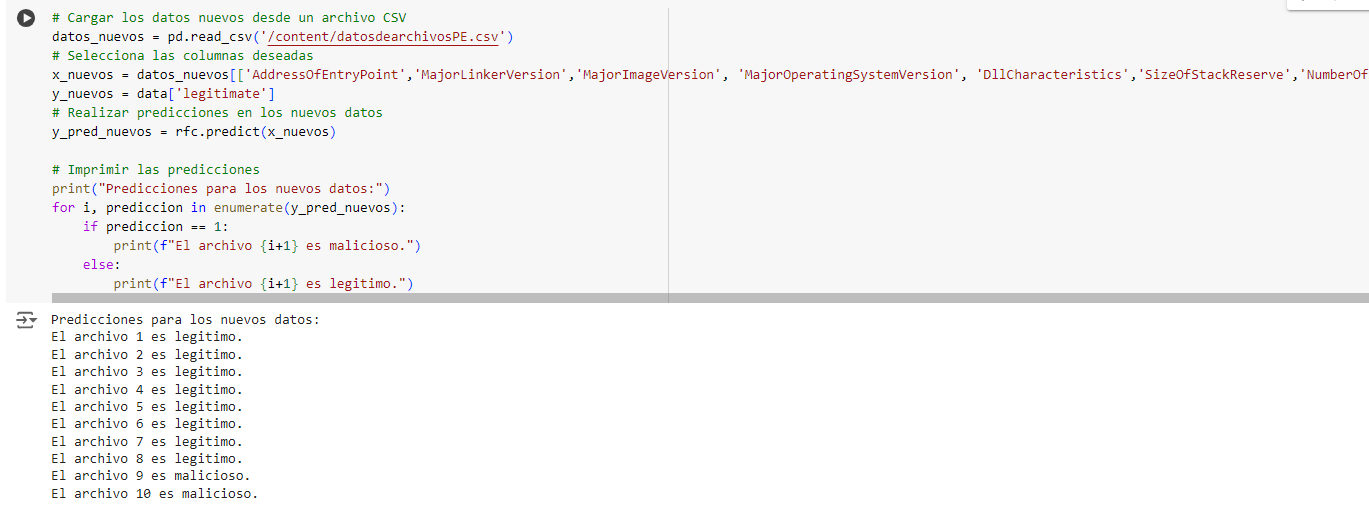 # Cargar los datos nuevos desde un archivo CSV
datos_nuevos = pd.read_csv('/content/datosdearchivosPE.csv')
# Selecciona las columnas deseadas
x_nuevos = datos_nuevos[['AddressOfEntryPoint','MajorLinkerVersion','MajorImageVersion', 'MajorOperatingSystemVersion', 'DllCharacteristics','SizeOfStackReserve','NumberOf
y_nuevos = data['legitimate']
# Realizar predicciones en los nuevos datos
y_pred_nuevos = rfc.predict(x_nuevos)
# Imprimir las predicciones
print("Predicciones para los nuevos datos:")
for i, prediccion in enumerate(y_pred_nuevos):
    if prediccion == 1:
        print(f"El archivo {i+1} es malicioso.")
    else:
        print(f"El archivo {i+1} es legitimo.")
Predicciones para los nuevos datos:
El archivo 1 es legitimo.
El archivo 2 es legitimo.
El archivo 3 es legitimo.
El archivo 4 es legitimo.
El archivo 5 es legitimo.
El archivo 6 es legitimo.
El archivo 7 es legitimo.
El archivo 8 es legitimo.
El archivo 9 es malicioso.
El archivo 10 es malicioso.